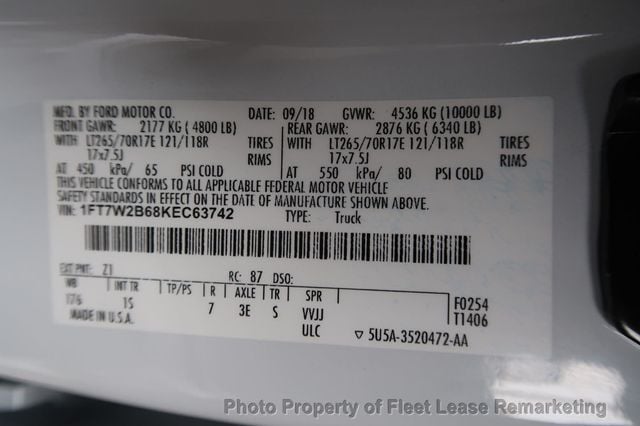 MFD. BY FORD MOTOR CO. DATE: 09/18 GVWR: 4536 KG (10000 LB)
FRONT GAWR: 2177 KG ( 4800 LB) REAR GAWR: 2876 KG ( 6340 LB)
WITH LT265/70R17E 121/118R TIRES WITH LT265/70R17E 121/118R TIRES
17x7.5J RIMS 17x7.5J RIMS
AT 450 kPa/ 65 PSI COLD AT 550 kPa/ 80 PSI COLD
THIS VEHICLE CONFORMS TO ALL APPLICABLE FEDERAL MOTOR VEHICLE
SAFETY STANDARDS IN EFFECT ON THE DATE OF MANUFACTURE SHOWN ABOVE.
VIN: 1FT7W2B68KEC63742 TYPE: Truck
EXT PNT: Z1 RC: 87 DSO:
WB INT TR TP/PS R AXLE TR SPR F0254
176 1S 7 3E S VVJJ T1406
MADE IN U.S.A. ULC ▽ 5U5A-3520472-AA
Photo Property of Fleet Lease Remarketing